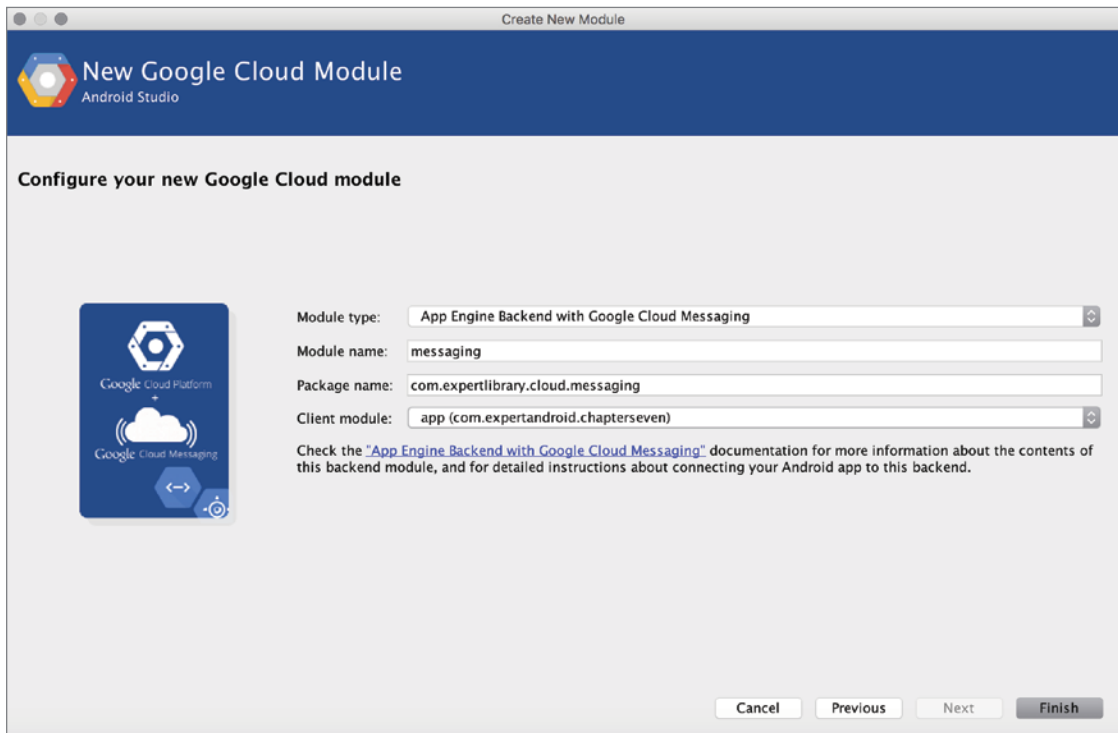 Create New Module
New Google Cloud Module
Android Studio
Configure your new Google Cloud module
Google Cloud Platform
+
Google Cloud Messaging
Module type: App Engine Backend with Google Cloud Messaging
Module name: messaging
Package name: com.expertlibrary.cloud.messaging
Client module: app (com.expertandroid.chapterseven)
Check the "App Engine Backend with Google Cloud Messaging" documentation for more information about the contents of
this backend module, and for detailed instructions about connecting your Android app to this backend.
Cancel Previous Next Finish